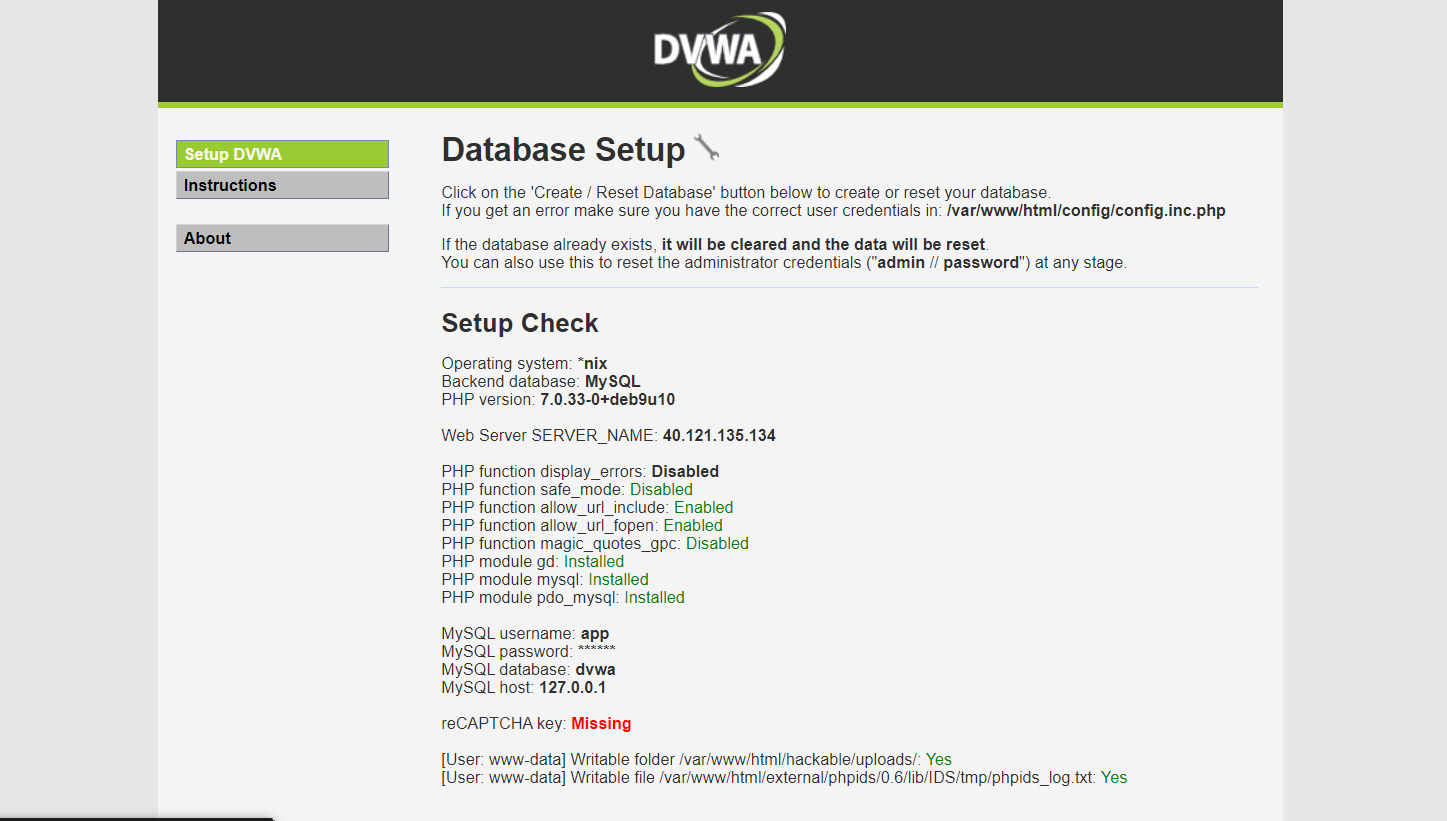 DVWA
Setup DVWA
Instructions
About
Database Setup
Click on the 'Create / Reset Database' button below to create or reset your database.
If you get an error make sure you have the correct user credentials in: /var/www/html/config/config.inc.php
If the database already exists, it will be cleared and the data will be reset.
You can also use this to reset the administrator credentials ("admin // password") at any stage.
Setup Check
Operating system: *nix
Backend database: MySQL
PHP version: 7.0.33-0+deb9u10
Web Server SERVER_NAME: 40.121.135.134
PHP function display_errors: Disabled
PHP function safe_mode: Disabled
PHP function allow_url_include: Enabled
PHP function allow_url_fopen: Enabled
PHP function magic_quotes_gpc: Disabled
PHP module gd: Installed
PHP module mysql: Installed
PHP module pdo_mysql: Installed
MySQL username: app
MySQL password: ******
MySQL database: dvwa
MySQL host: 127.0.0.1
reCAPTCHA key: Missing
[User: www-data] Writable folder /var/www/html/hackable/uploads/: Yes
[User: www-data] Writable file /var/www/html/external/phpids/0.6/lib/IDS/tmp/phpids_log.txt: Yes